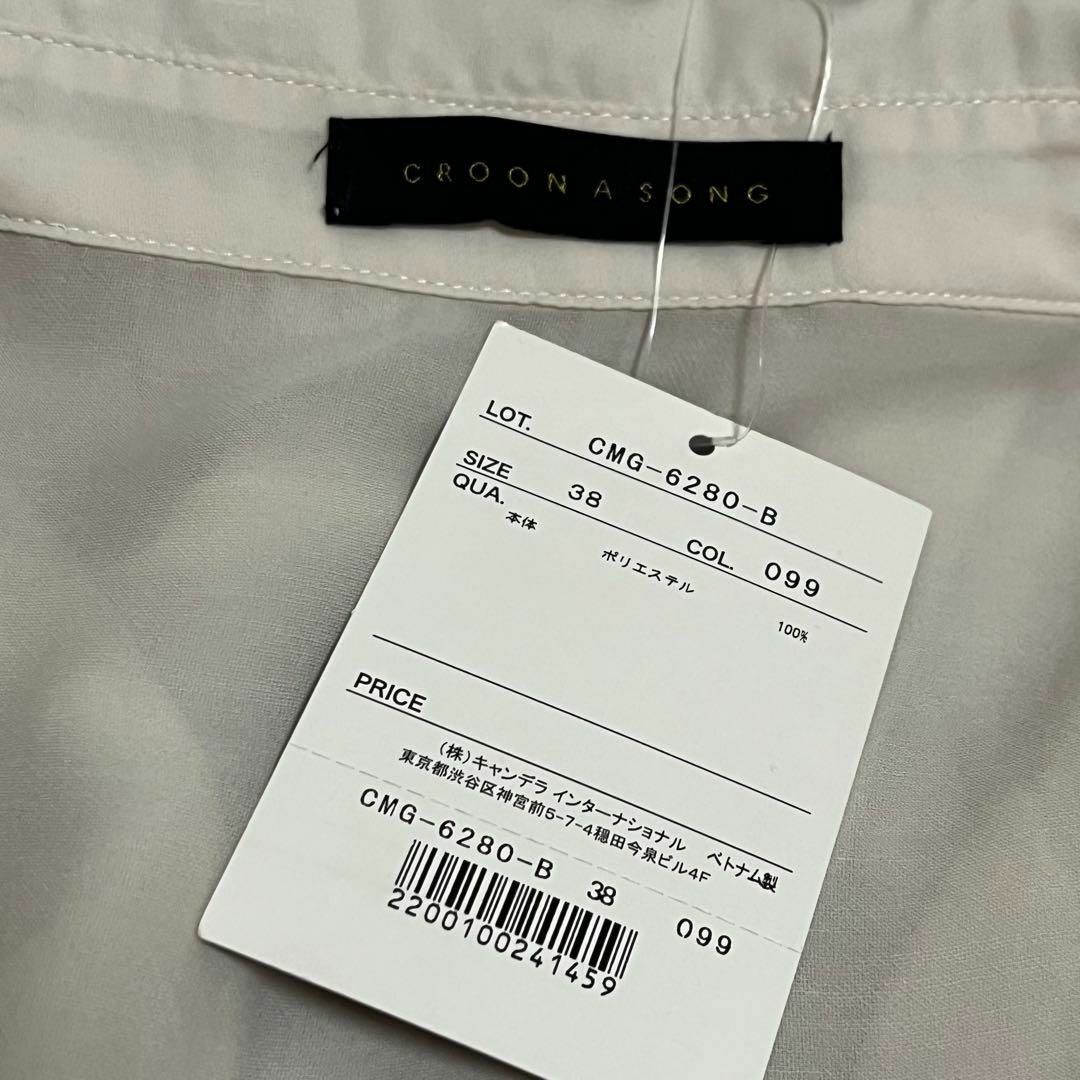 CROON A SONG
LOT. CMG-6280-B
SIZE 38 COL. 099
QUA. 本体 ポリエステル 100%
PRICE
(株)キャンデラ インターナショナル ベトナム製
東京都渋谷区神宮前5-7-4穏田今泉ビル4F
CMG-6280-B 38 099
2200100241459